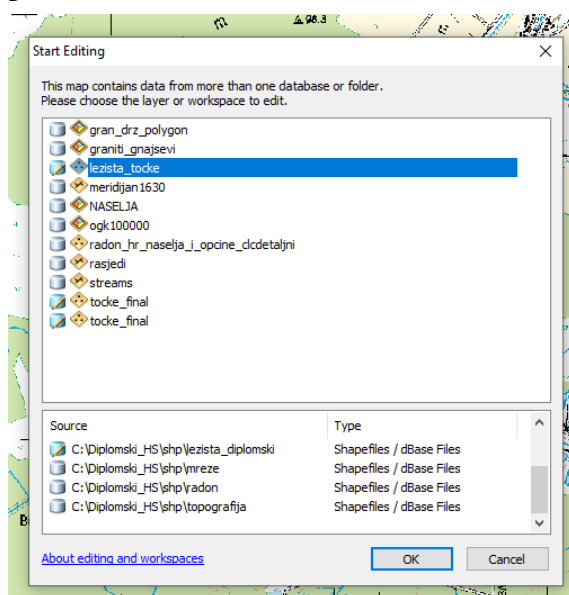 m
98.3
Start Editing
This map contains data from more than one database or folder.
Please choose the layer or workspace to edit.
gran_drz_polygon
graniti_gnajsevi
lezista_tocke
meridijan1630
NASELJA
ogk100000
radon_hr_naselja_i_opcine_clcdetaljni
rasjedi
streams
tocke_final
tocke_final
Source Type
C:\Diplomski_HS\shp\lezista_diplomski Shapefiles / dBase Files
C:\Diplomski_HS\shp\mreze Shapefiles / dBase Files
C:\Diplomski_HS\shp\radon Shapefiles / dBase Files
C:\Diplomski_HS\shp\topografija Shapefiles / dBase Files
About editing and workspaces OK Cancel